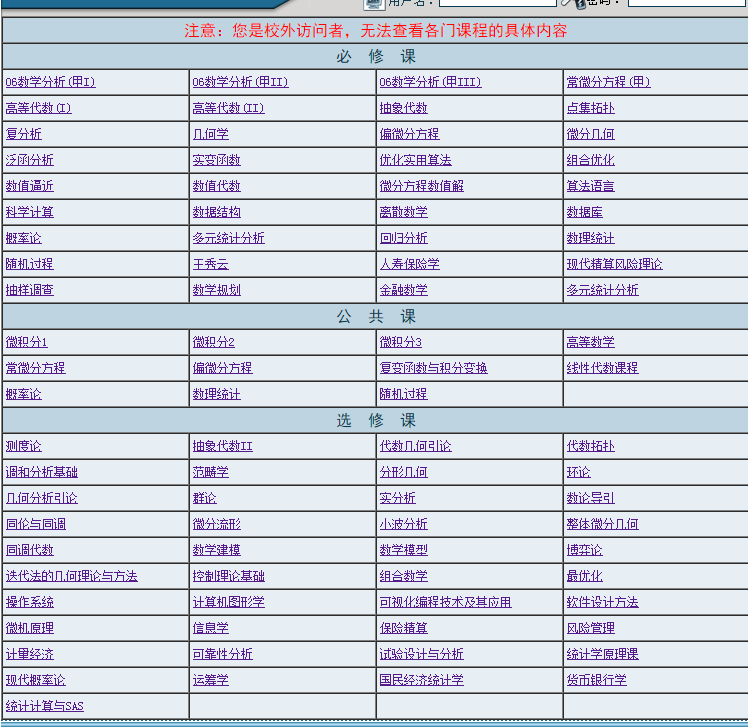 用户名： 密码：
注意：您是校外访问者，无法查看各门课程的具体内容
必 修 课
06数学分析(甲I) 06数学分析(甲II) 06数学分析(甲III) 常微分方程(甲)
高等代数(I) 高等代数(II) 抽象代数 点集拓扑
复分析 几何学 偏微分方程 微分几何
泛函分析 实变函数 优化实用算法 组合优化
数值逼近 数值代数 微分方程数值解 算法语言
科学计算 数据结构 离散数学 数据库
概率论 多元统计分析 回归分析 数理统计
随机过程 王秀云 人寿保险学 现代精算风险理论
抽样调查 数学规划 金融数学 多元统计分析
公 共 课
微积分1 微积分2 微积分3 高等数学
常微分方程 偏微分方程 复变函数与积分变换 线性代数课程
概率论 数理统计 随机过程
选 修 课
测度论 抽象代数II 代数几何引论 代数拓扑
调和分析基础 范畴学 分形几何 环论
几何分析引论 群论 实分析 数论导引
同伦与同调 微分流形 小波分析 整体微分几何
同调代数 数学建模 数学模型 博弈论
迭代法的几何理论与方法 控制理论基础 组合数学 最优化
操作系统 计算机图形学 可视化编程技术及其应用 软件设计方法
微机原理 信息学 保险精算 风险管理
计量经济 可靠性分析 试验设计与分析 统计学原理课
现代概率论 运筹学 国民经济统计学 货币银行学
统计计算与SAS